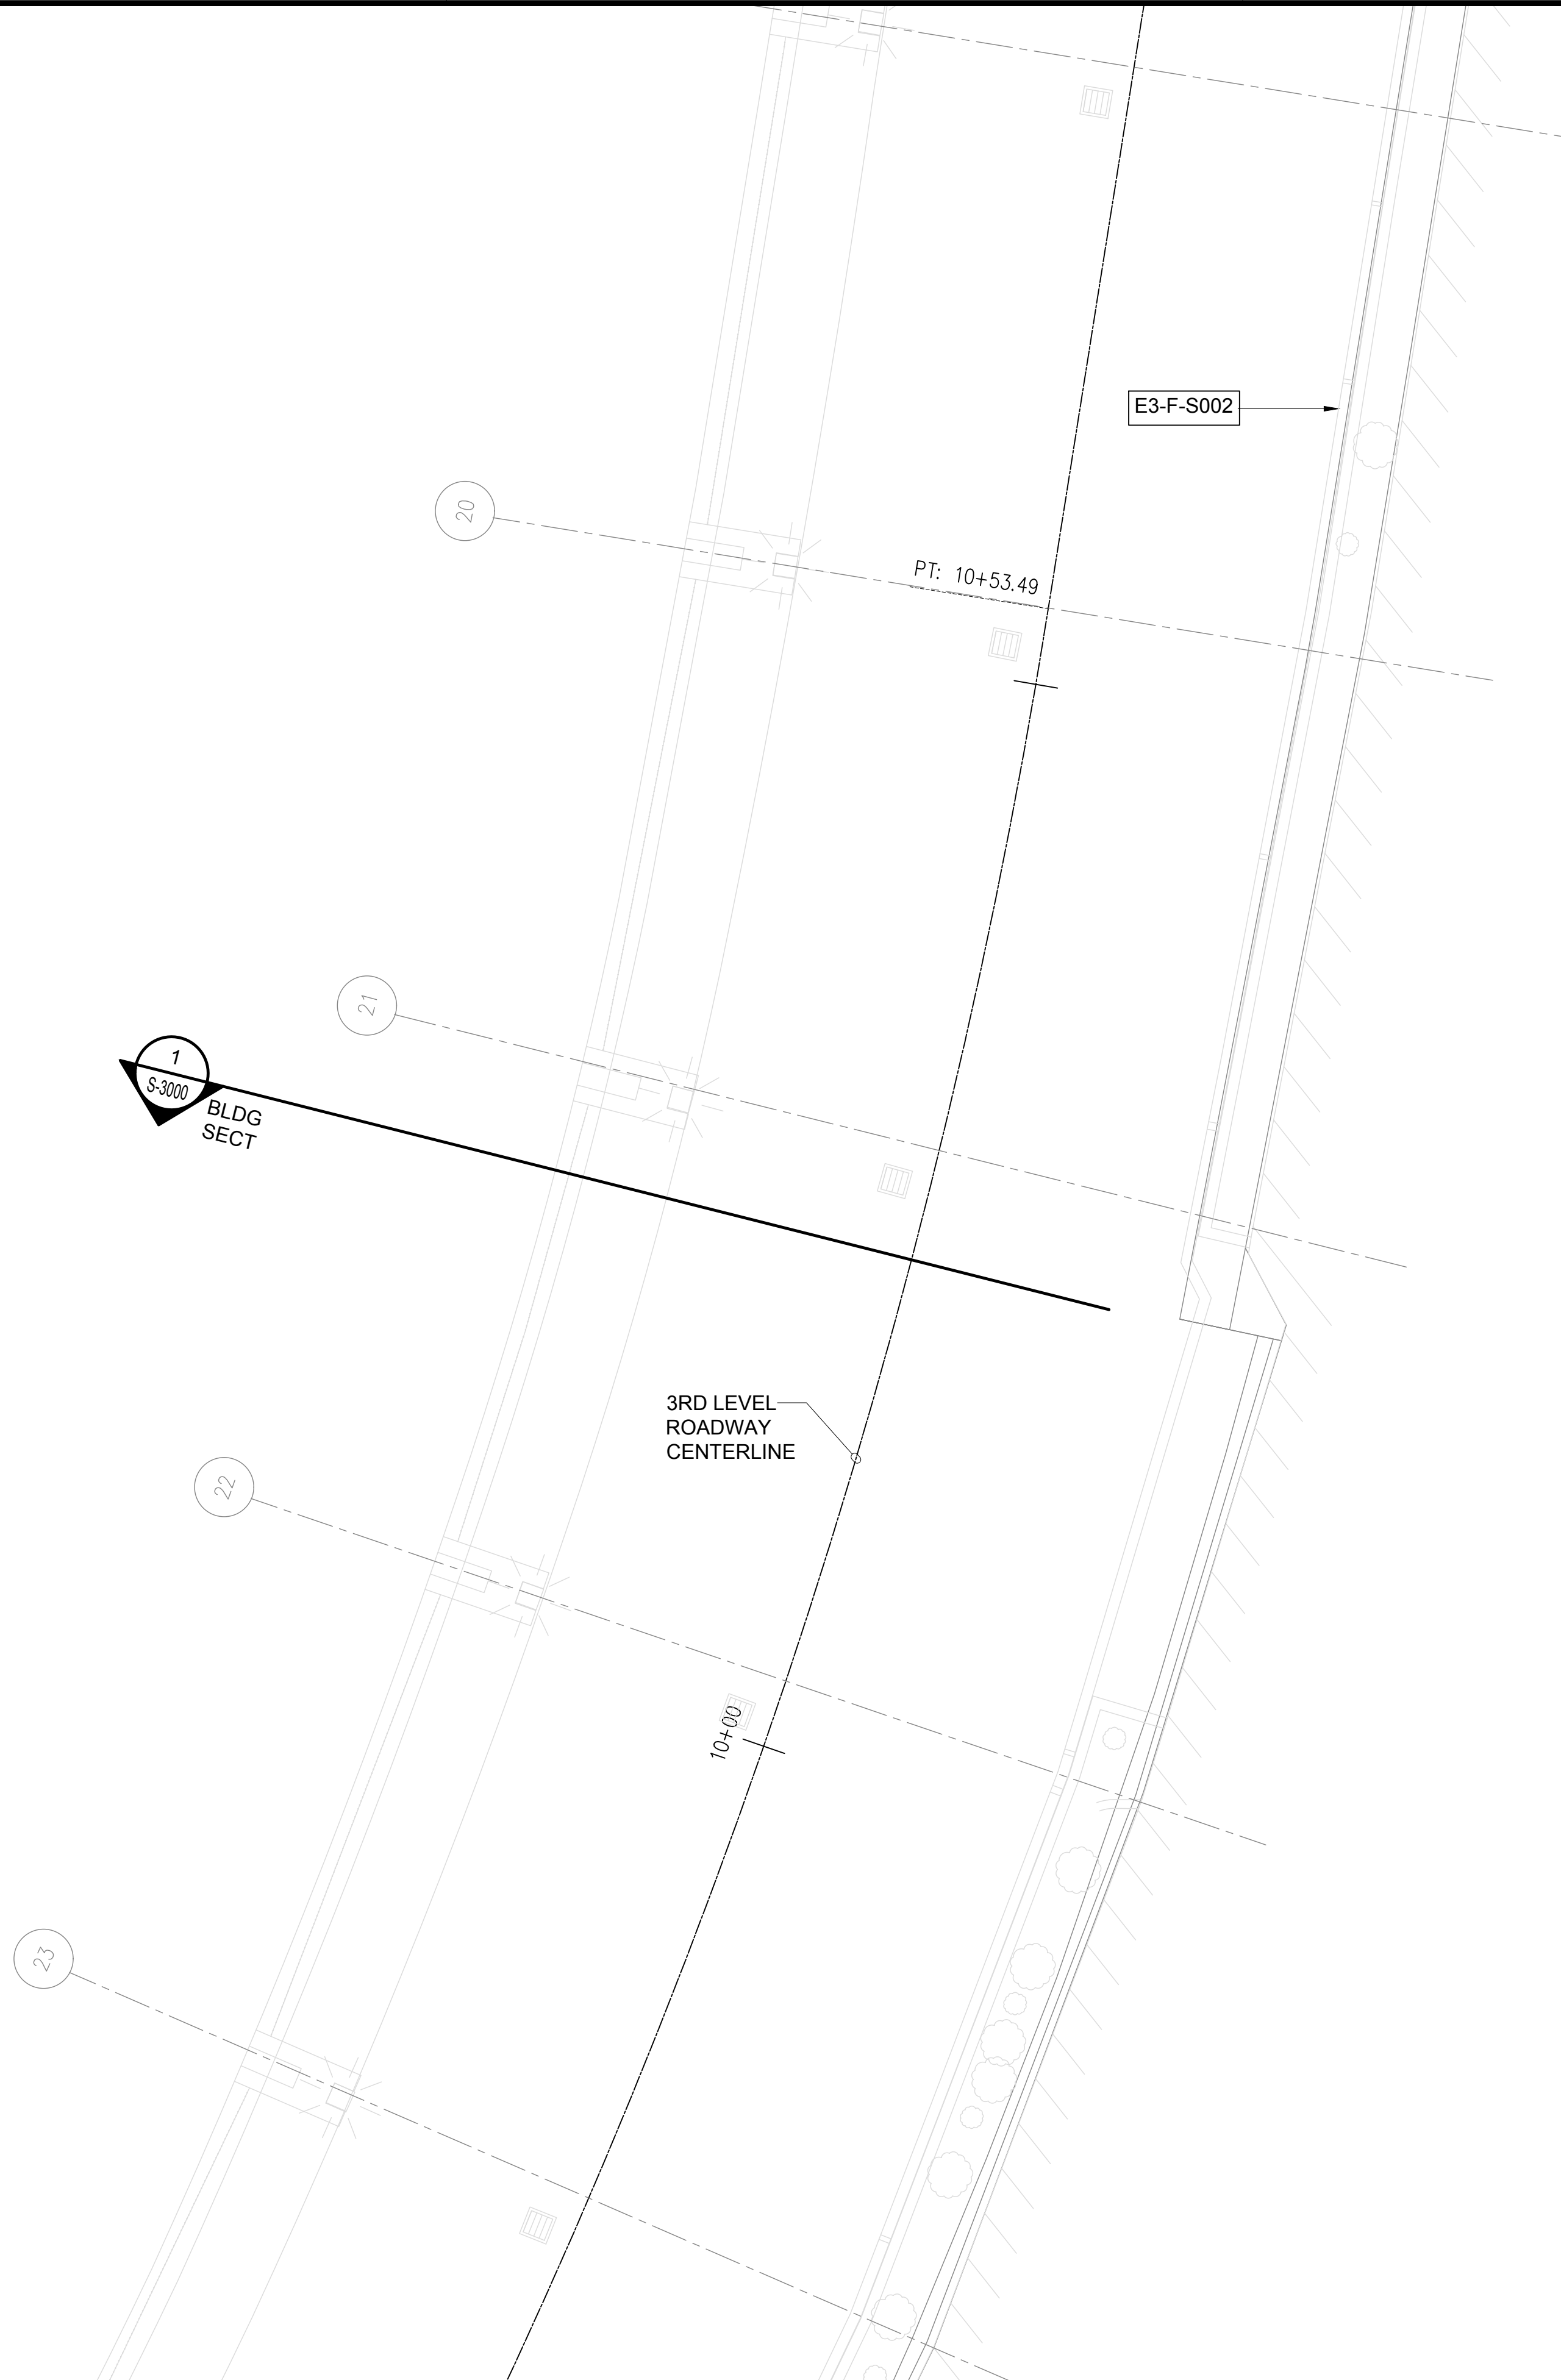 E3-F-S002
20
PT: 10+53.49
21
1
S-3000
BLDG
SECT
3RD LEVEL
ROADWAY
CENTERLINE
22
10+00
23